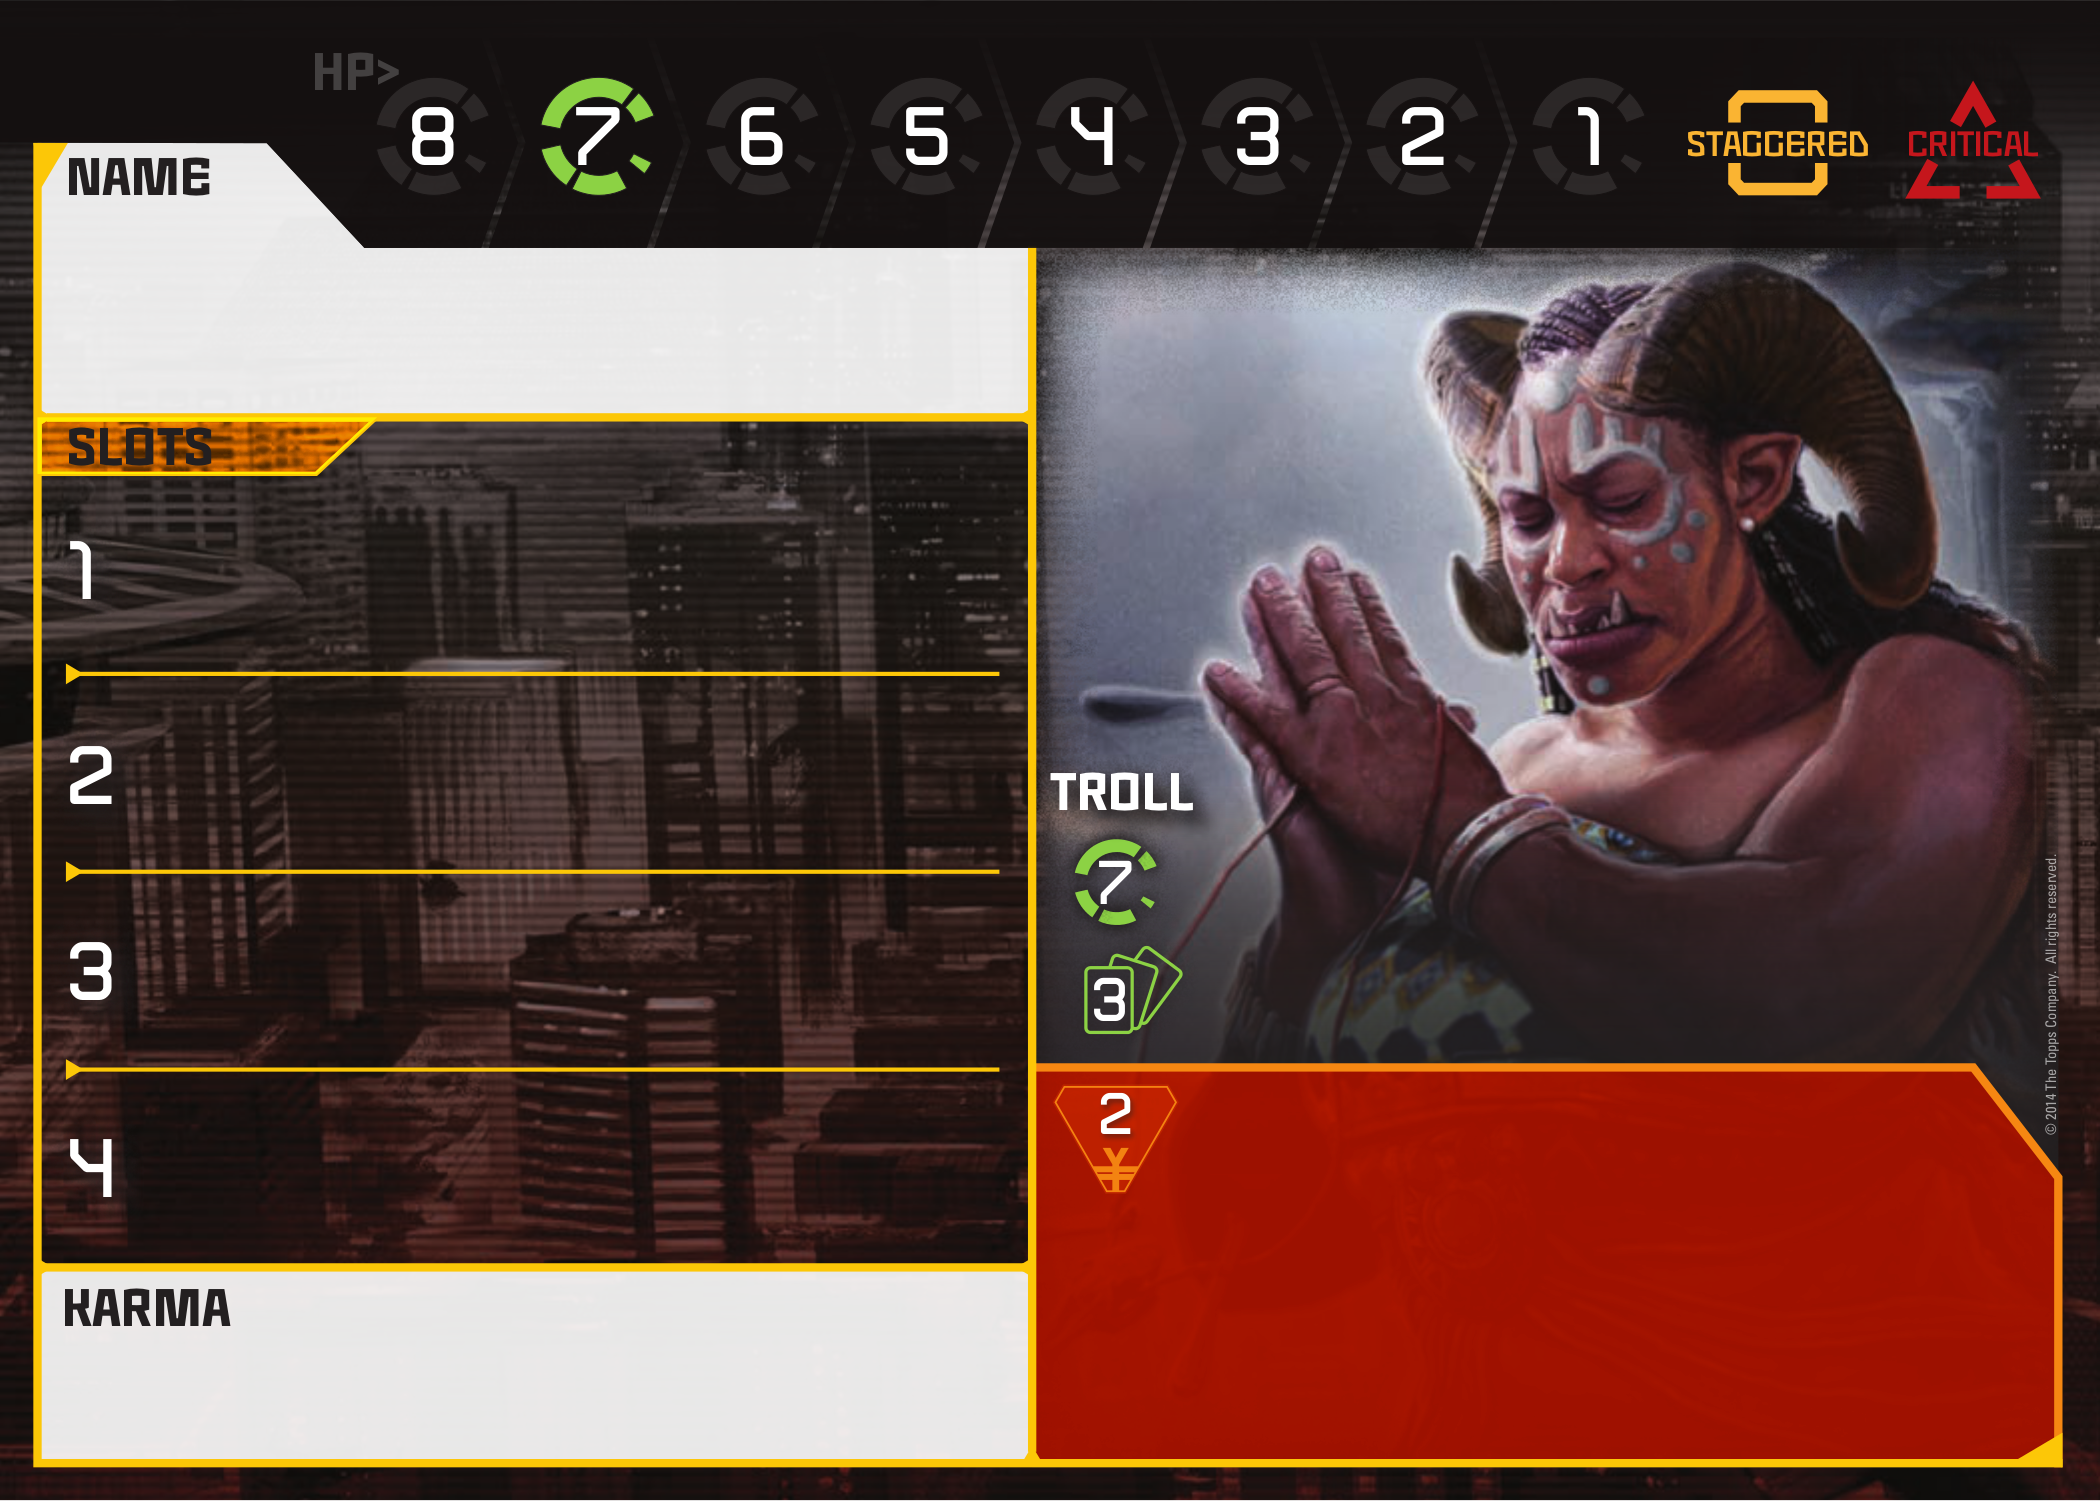 HP>
8 7 6 5 4 3 2 1 STAGGERED CRITICAL
NAME
SLOTS
1
2
3
4
KARMA
TROLL
7
3
2
¥
© 2014 The Topps Company. All rights reserved.